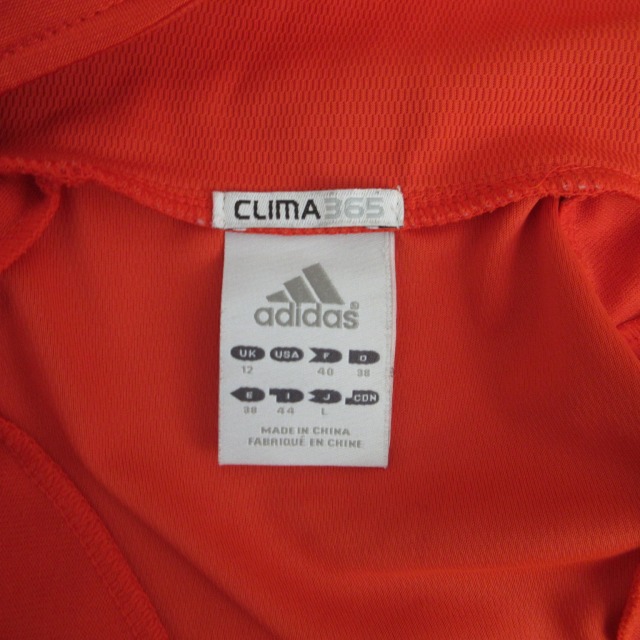 CLIMA365
adidas®
UK USA F D
12 40 38
E I J CDN
38 44 L
MADE IN CHINA
FABRIQUÉ EN CHINE